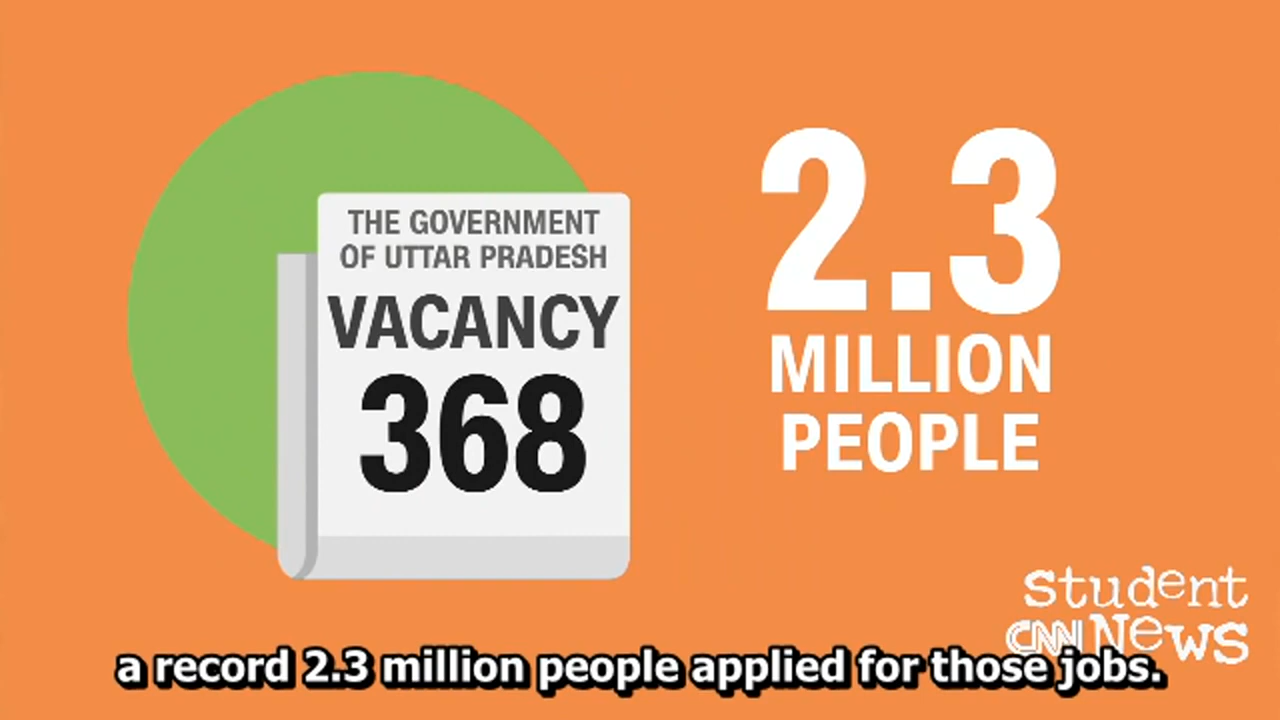 THE GOVERNMENT
OF UTTAR PRADESH
VACANCY
368
2.3
MILLION
PEOPLE
Student
CNN News
a record 2.3 million people applied for those jobs.